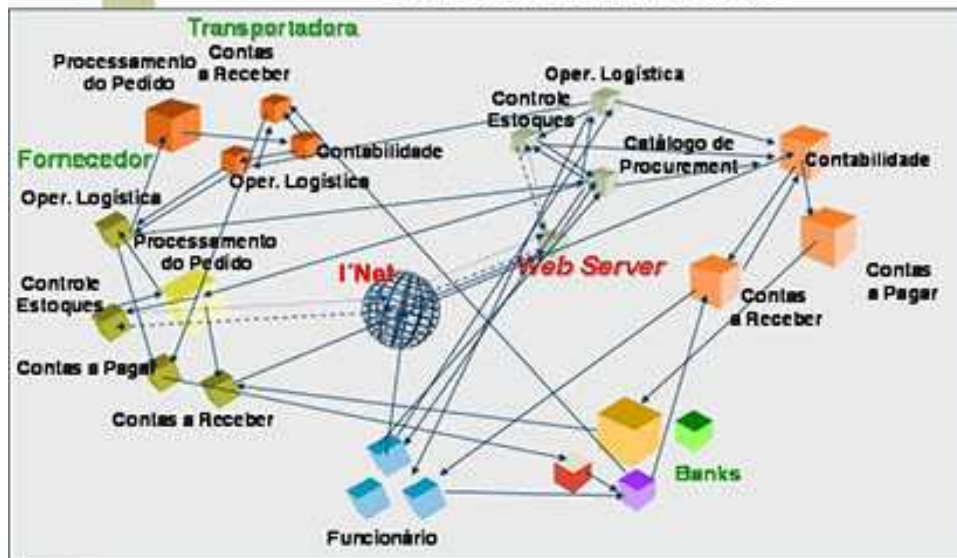 Transportadora
Processamento
do Pedido
Contas
a Receber
Oper. Logística
Controle
Estoques
Catálogo de
Procurement
Contabilidade
Contabilidade
Fornecedor
Oper. Logística
Oper. Logística
Processamento
do Pedido
I´Net
Web Server
Controle
Estoques
Contas
a Pagar
Contas
a Receber
Contas a Pagar
Contas a Receber
Banks
Funcionário